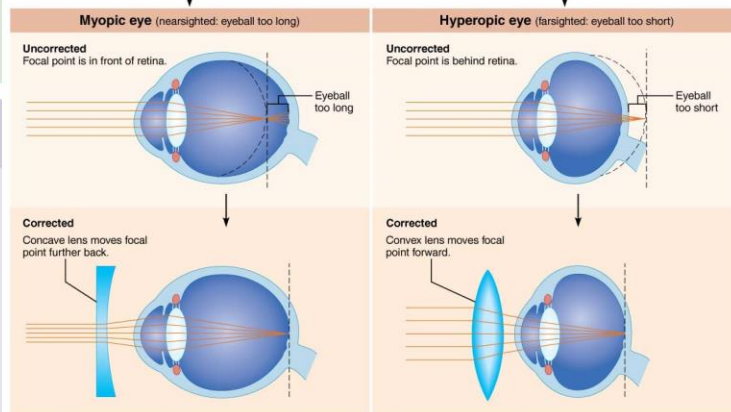 Myopic eye (nearsighted: eyeball too long)
Uncorrected
Focal point is in front of retina.
Eyeball
too long
Corrected
Concave lens moves focal
point further back.
Hyperopic eye (farsighted: eyeball too short)
Uncorrected
Focal point is behind retina.
Eyeball
too short
Corrected
Convex lens moves focal
point forward.